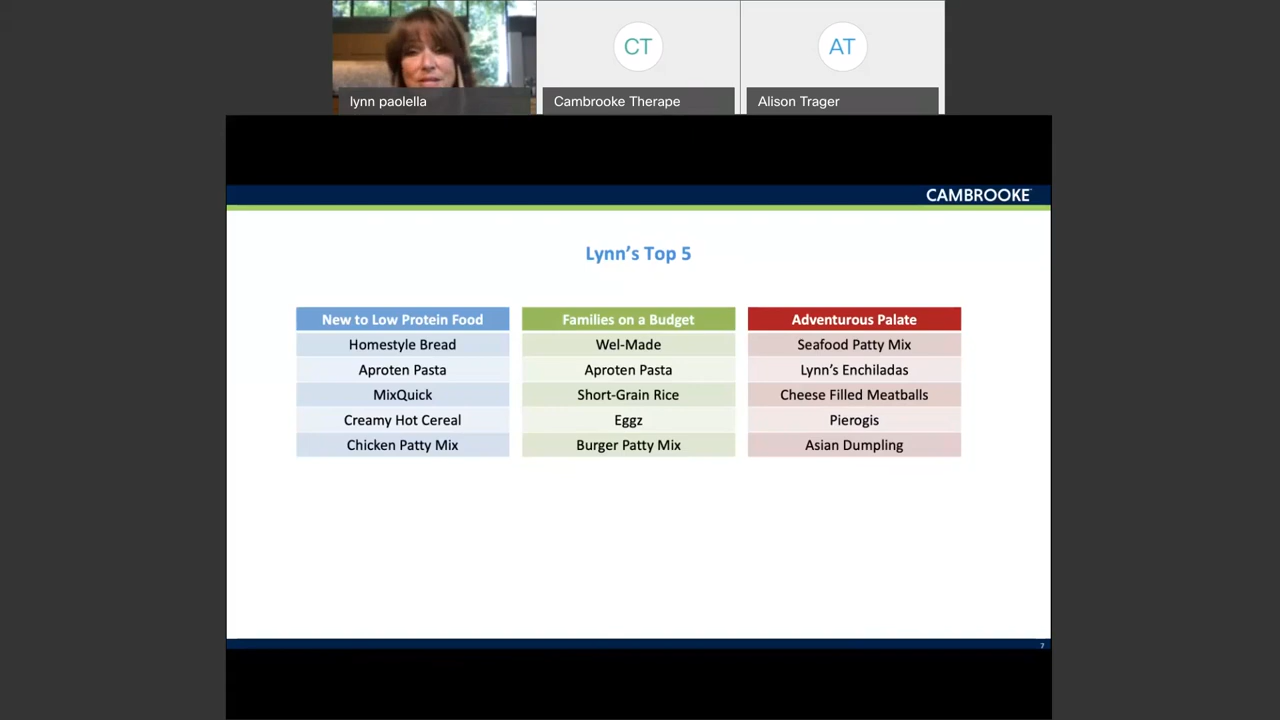 CT
AT
lynn paolella
Cambrooke Therape
Alison Trager
CAMBROOKE
Lynn's Top 5
New to Low Protein Food
Homestyle Bread
Aproten Pasta
MixQuick
Creamy Hot Cereal
Chicken Patty Mix
Families on a Budget
Wel-Made
Aproten Pasta
Short-Grain Rice
Eggz
Burger Patty Mix
Adventurous Palate
Seafood Patty Mix
Lynn's Enchiladas
Cheese Filled Meatballs
Pierogis
Asian Dumpling
7